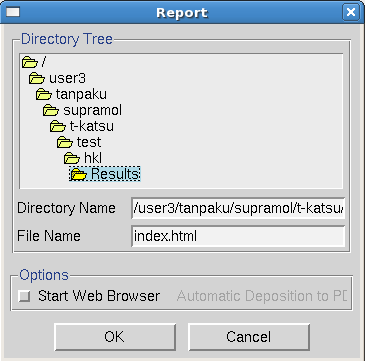 Report
Directory Tree
/
user3
tanpaku
supramol
t-katsu
test
hkl
Results
Directory Name /user3/tanpaku/supramol/t-katsu/
File Name index.html
Options
Start Web Browser Automatic Deposition to PD
OK Cancel